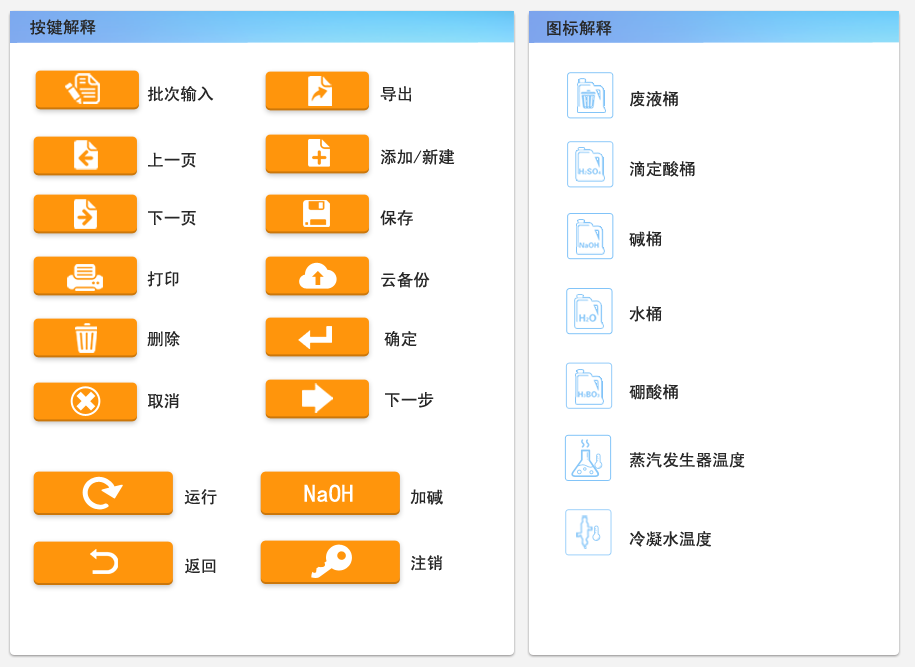 按键解释
批次输入
导出
上一页
添加/新建
下一页
保存
打印
云备份
删除
确定
取消
下一步
运行
NaOH
加碱
返回
注销
图标解释
废液桶
H₂SO₄
滴定酸桶
NaOH
碱桶
H₂O
水桶
H₃BO₃
硼酸桶
蒸汽发生器温度
冷凝水温度